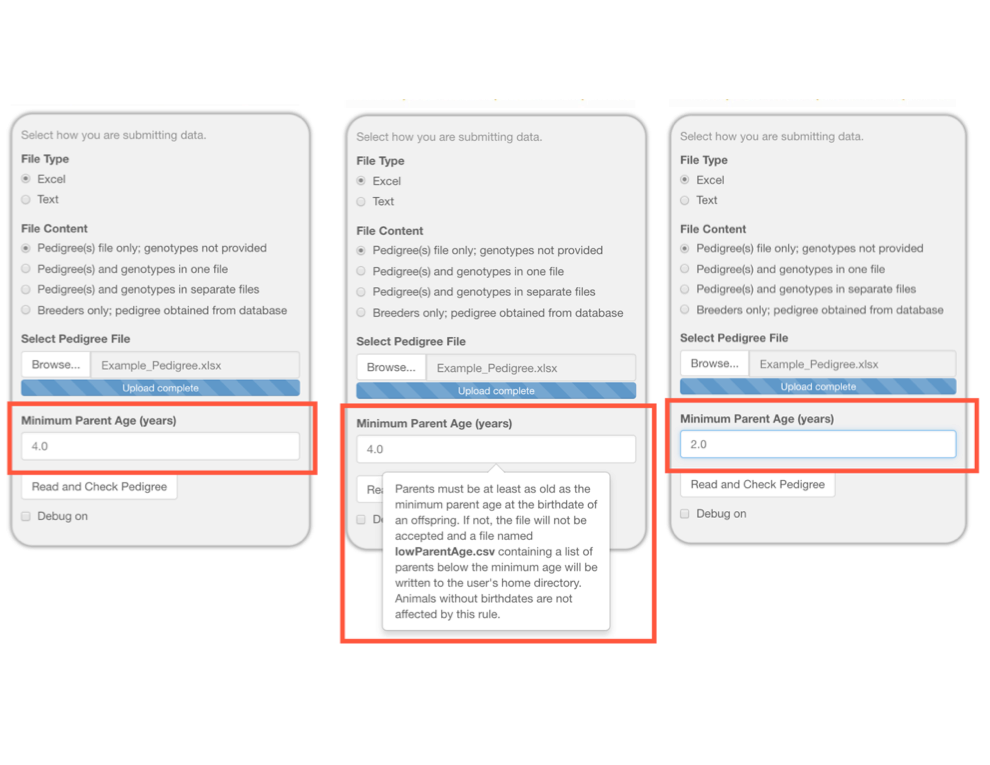 Select how you are submitting data.
File Type
Excel
Text
File Content
Pedigree(s) file only; genotypes not provided
Pedigree(s) and genotypes in one file
Pedigree(s) and genotypes in separate files
Breeders only; pedigree obtained from database
Select Pedigree File
Browse... Example_Pedigree.xlsx
Upload complete
Minimum Parent Age (years)
4.0
Read and Check Pedigree
Debug on
Select how you are submitting data.
File Type
Excel
Text
File Content
Pedigree(s) file only; genotypes not provided
Pedigree(s) and genotypes in one file
Pedigree(s) and genotypes in separate files
Breeders only; pedigree obtained from database
Select Pedigree File
Browse... Example_Pedigree.xlsx
Upload complete
Minimum Parent Age (years)
4.0
Parents must be at least as old as the
minimum parent age at the birthdate of
an offspring. If not, the file will not be
accepted and a file named
lowParentAge.csv containing a list of
parents below the minimum age will be
written to the user's home directory.
Animals without birthdates are not
affected by this rule.
Select how you are submitting data.
File Type
Excel
Text
File Content
Pedigree(s) file only; genotypes not provided
Pedigree(s) and genotypes in one file
Pedigree(s) and genotypes in separate files
Breeders only; pedigree obtained from database
Select Pedigree File
Browse... Example_Pedigree.xlsx
Upload complete
Minimum Parent Age (years)
2.0
Read and Check Pedigree
Debug on